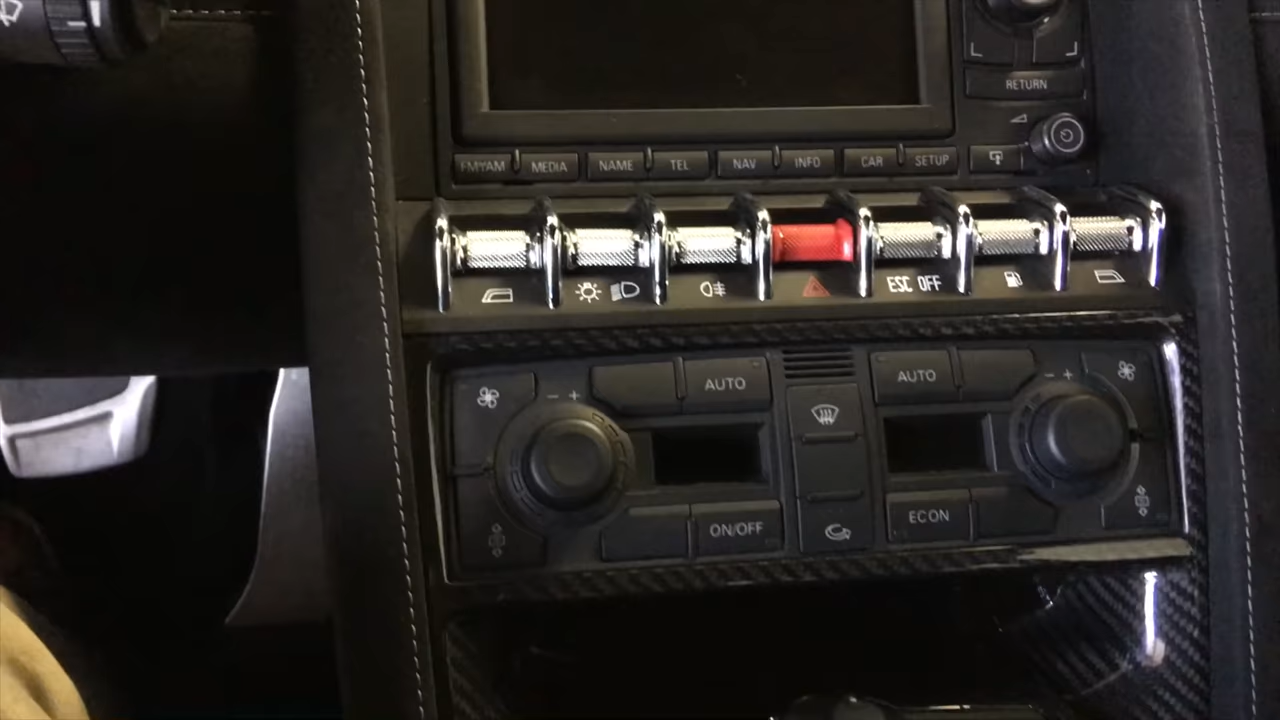 RETURN
FM/AM MEDIA NAME TEL NAV INFO CAR SETUP
ESC OFF
AUTO AUTO
ON/OFF ECON